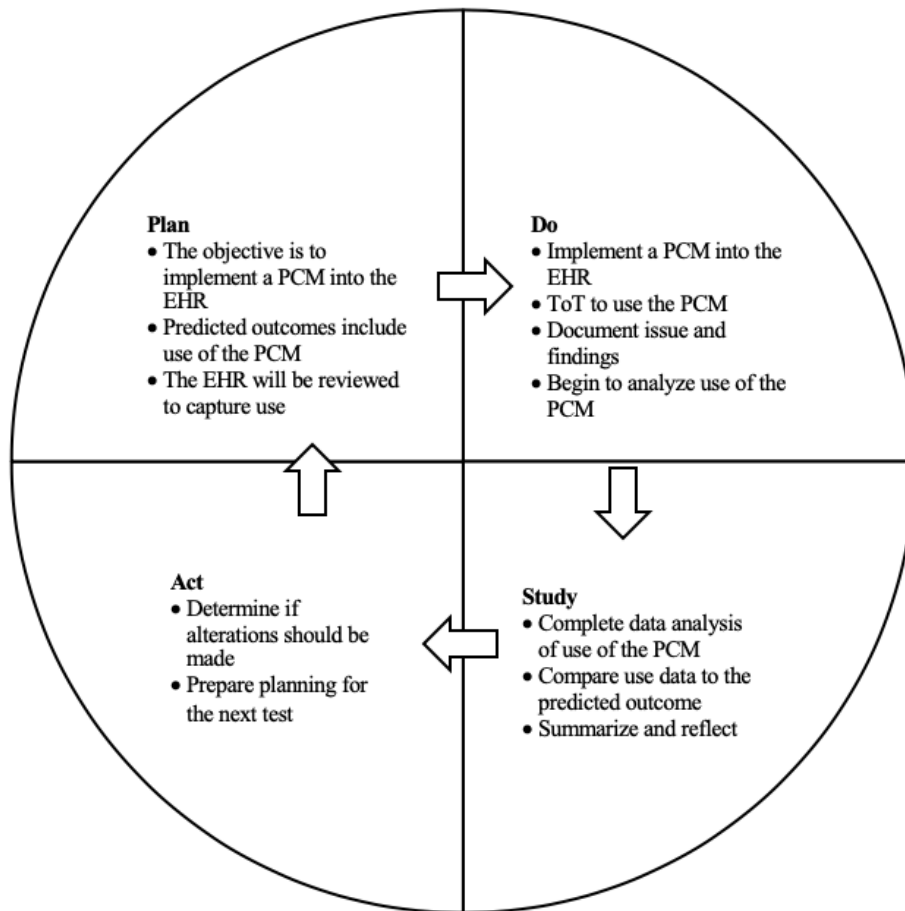 Plan
• The objective is to
implement a PCM into the
EHR
• Predicted outcomes include
use of the PCM
• The EHR will be reviewed
to capture use
Do
• Implement a PCM into the
EHR
• ToT to use the PCM
• Document issue and
findings
• Begin to analyze use of the
PCM
Study
• Complete data analysis
of use of the PCM
• Compare use data to the
predicted outcome
• Summarize and reflect
Act
• Determine if
alterations should be
made
• Prepare planning for
the next test